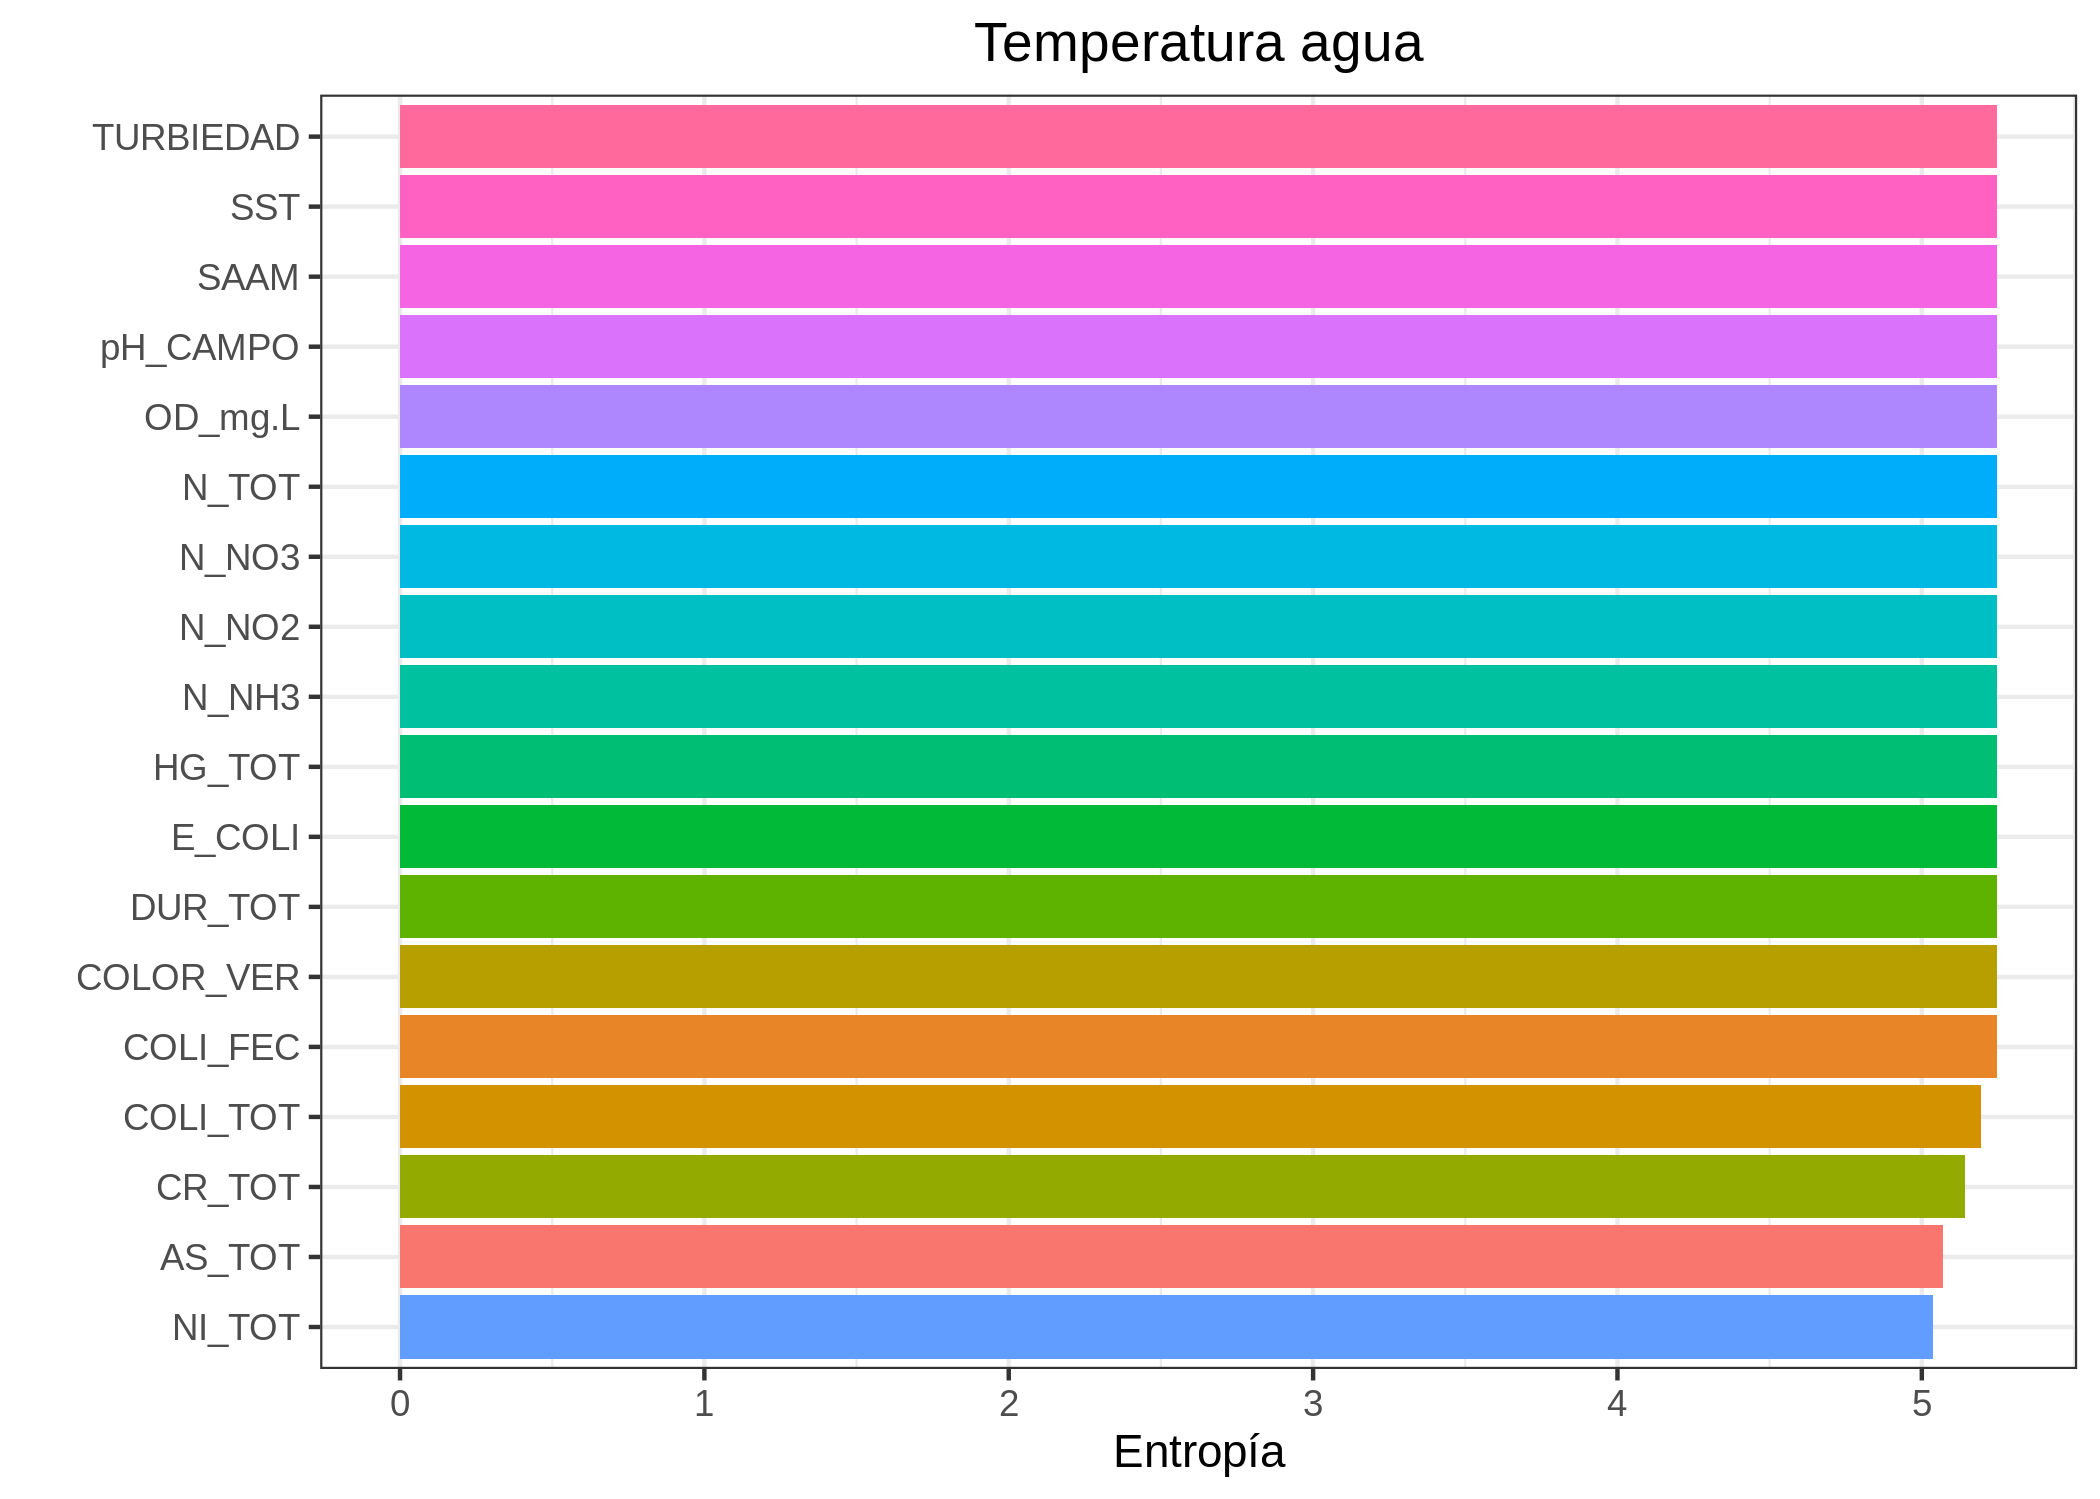 Temperatura agua
TURBIEDAD
SST
SAAM
pH_CAMPO
OD_mg.L
N_TOT
N_NO3
N_NO2
N_NH3
HG_TOT
E_COLI
DUR_TOT
COLOR_VER
COLI_FEC
COLI_TOT
CR_TOT
AS_TOT
NI_TOT
0 1 2 3 4 5
Entropía